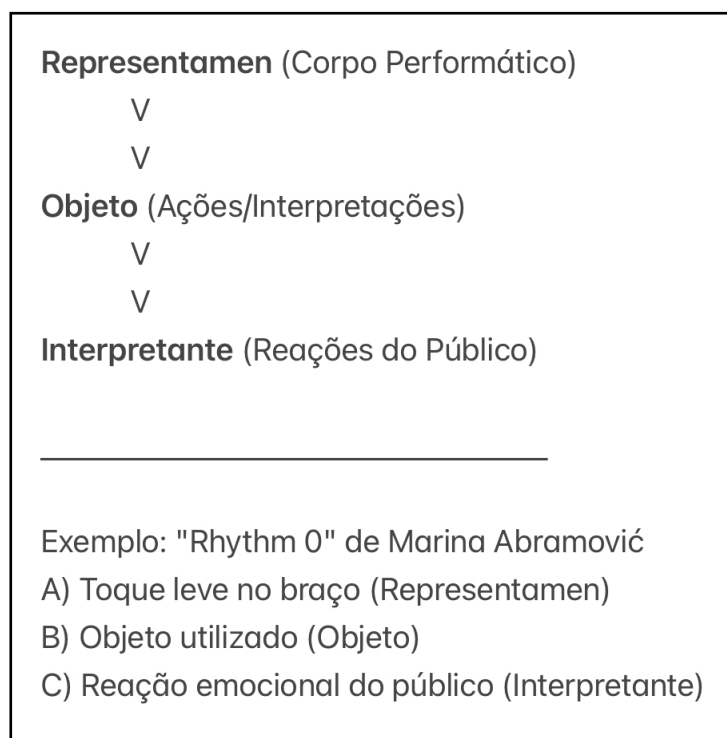 Representamen (Corpo Performático)
V
V
Objeto (Ações/Interpretações)
V
V
Interpretante (Reações do Público)
Exemplo: "Rhythm 0" de Marina Abramović
A) Toque leve no braço (Representamen)
B) Objeto utilizado (Objeto)
C) Reação emocional do público (Interpretante)